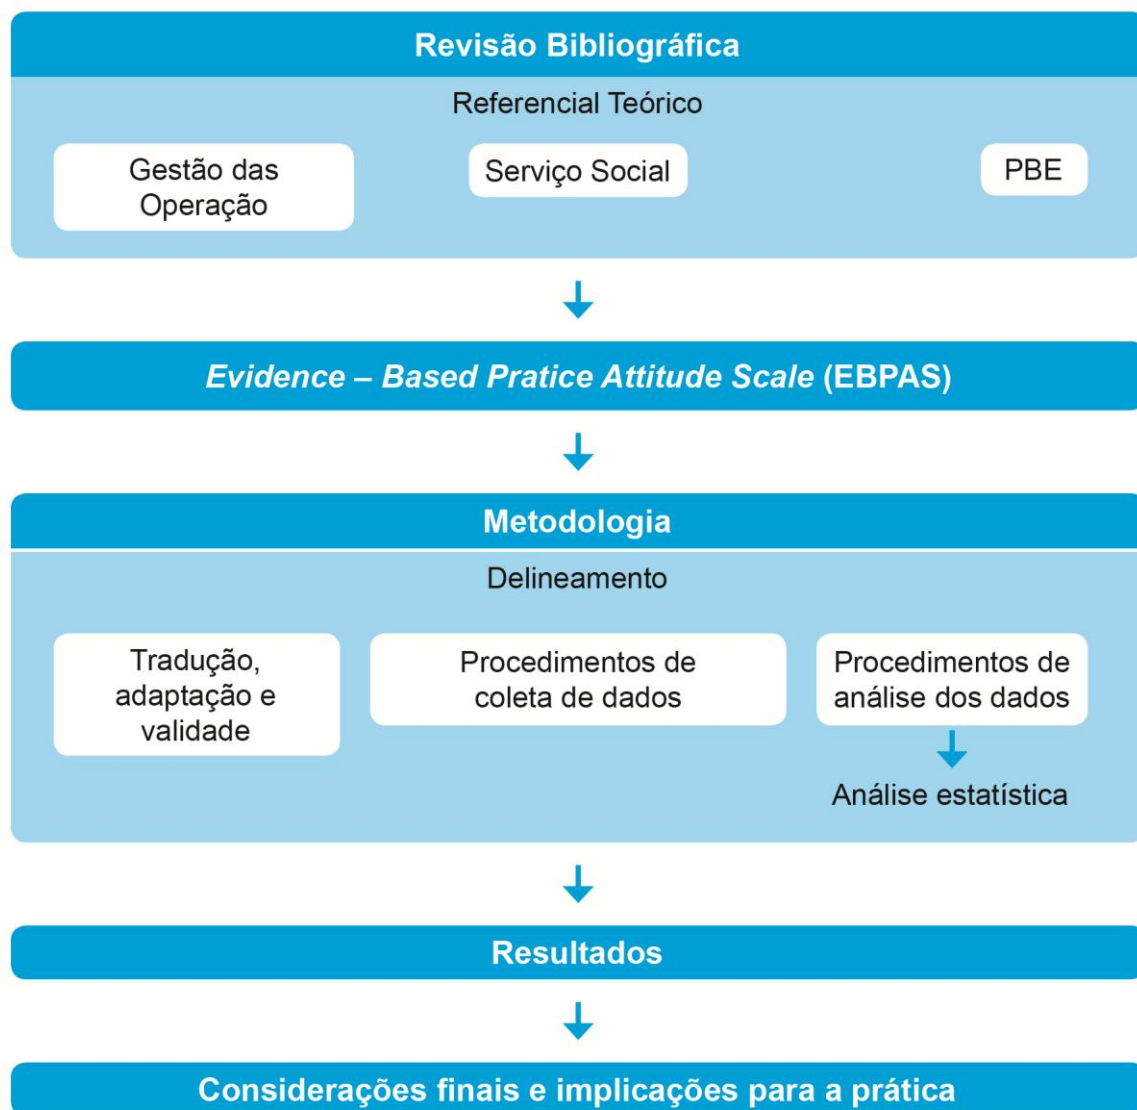 Revisão Bibliográfica
Referencial Teórico
Gestão das
Operação
Serviço Social
PBE
Evidence – Based Pratice Attitude Scale (EBPAS)
Metodologia
Delineamento
Tradução,
adaptação e
validade
Procedimentos de
coleta de dados
Procedimentos de
análise dos dados
Análise estatística
Resultados
Considerações finais e implicações para a prática